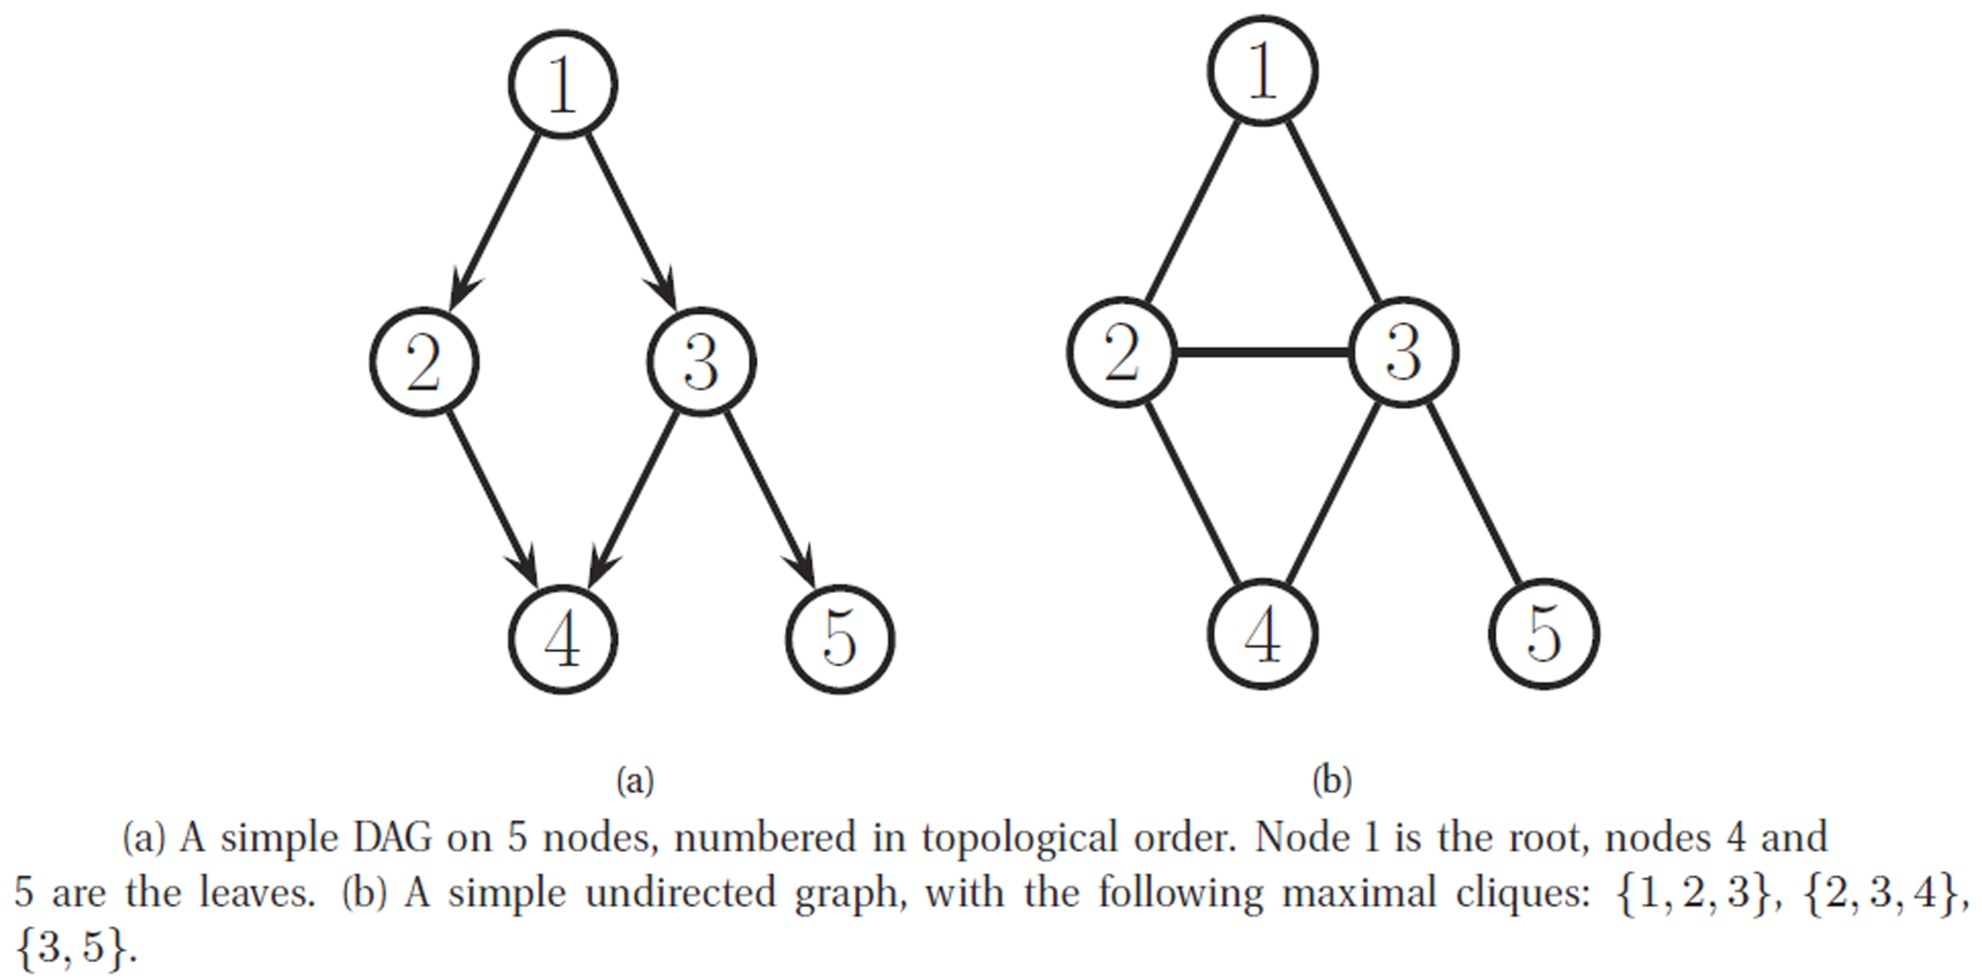 1
1
2
3
2
3
4
5
4
5
(a)
(b)
(a) A simple DAG on 5 nodes, numbered in topological order. Node 1 is the root, nodes 4 and
5 are the leaves. (b) A simple undirected graph, with the following maximal cliques: {1, 2, 3}, {2, 3, 4},
{3, 5}.